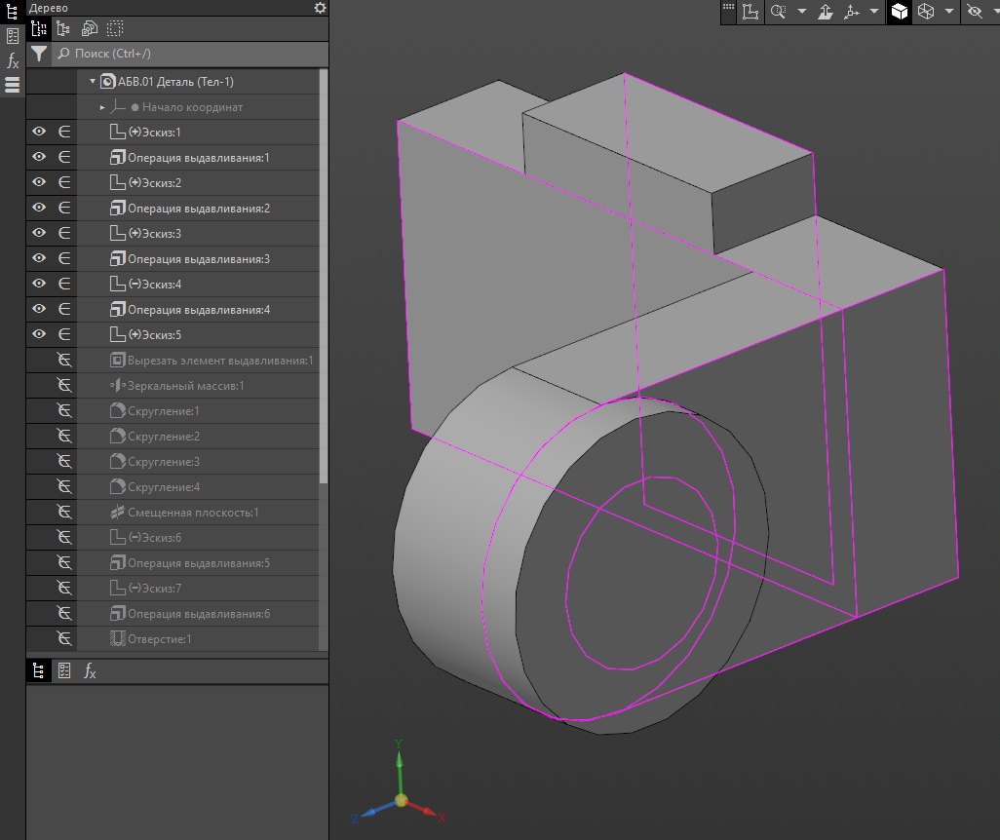 Дерево
Поиск (Ctrl+/)
АБВ.01 Деталь (Тел-1)
Начало координат
(+)Эскиз:1
Операция выдавливания:1
(+)Эскиз:2
Операция выдавливания:2
(+)Эскиз:3
Операция выдавливания:3
(−)Эскиз:4
Операция выдавливания:4
(+)Эскиз:5
Вырезать элемент выдавливания:1
Зеркальный массив:1
Скругление:1
Скругление:2
Скругление:3
Скругление:4
Смещенная плоскость:1
(−)Эскиз:6
Операция выдавливания:5
(−)Эскиз:7
Операция выдавливания:6
Отверстие:1
fx
fx
Y
Z
X